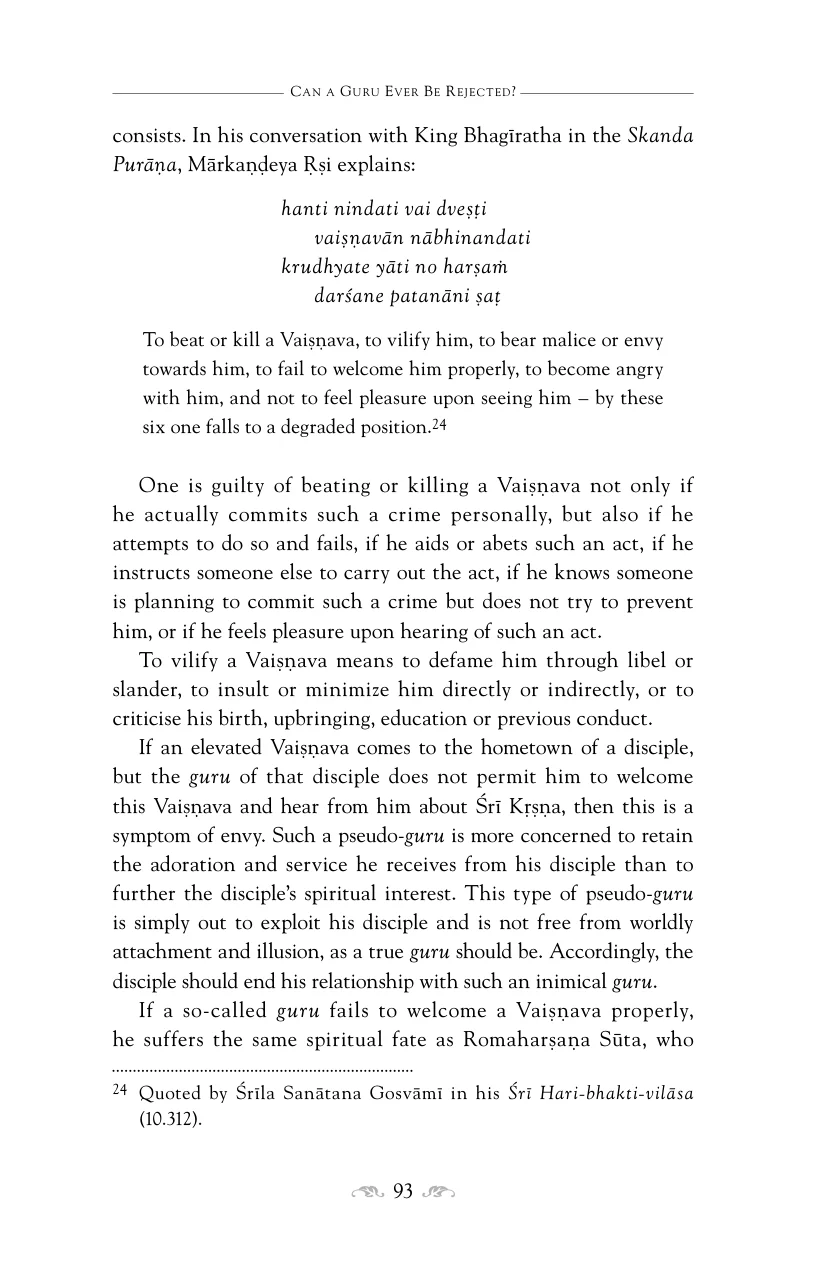 Can a Guru Ever Be Rejected?
consists. In his conversation with King Bhagīratha in the Skanda
Purāṇa, Mārkaṇḍeya Ṛṣi explains:
hanti nindati vai dveṣṭi
vaiṣṇavān nābhinandati
krudhyate yāti no harṣaṁ
darśane patanāni ṣaṭ
To beat or kill a Vaiṣṇava, to vilify him, to bear malice or envy
towards him, to fail to welcome him properly, to become angry
with him, and not to feel pleasure upon seeing him – by these
six one falls to a degraded position.24
One is guilty of beating or killing a Vaiṣṇava not only if
he actually commits such a crime personally, but also if he
attempts to do so and fails, if he aids or abets such an act, if he
instructs someone else to carry out the act, if he knows someone
is planning to commit such a crime but does not try to prevent
him, or if he feels pleasure upon hearing of such an act.
To vilify a Vaiṣṇava means to defame him through libel or
slander, to insult or minimize him directly or indirectly, or to
criticise his birth, upbringing, education or previous conduct.
If an elevated Vaiṣṇava comes to the hometown of a disciple,
but the guru of that disciple does not permit him to welcome
this Vaiṣṇava and hear from him about Śrī Kṛṣṇa, then this is a
symptom of envy. Such a pseudo-guru is more concerned to retain
the adoration and service he receives from his disciple than to
further the disciple’s spiritual interest. This type of pseudo-guru
is simply out to exploit his disciple and is not free from worldly
attachment and illusion, as a true guru should be. Accordingly, the
disciple should end his relationship with such an inimical guru.
If a so-called guru fails to welcome a Vaiṣṇava properly,
he suffers the same spiritual fate as Romaharṣaṇa Sūta, who
24 Quoted by Śrīla Sanātana Gosvāmī in his Śrī Hari-bhakti-vilāsa
(10.312).
93